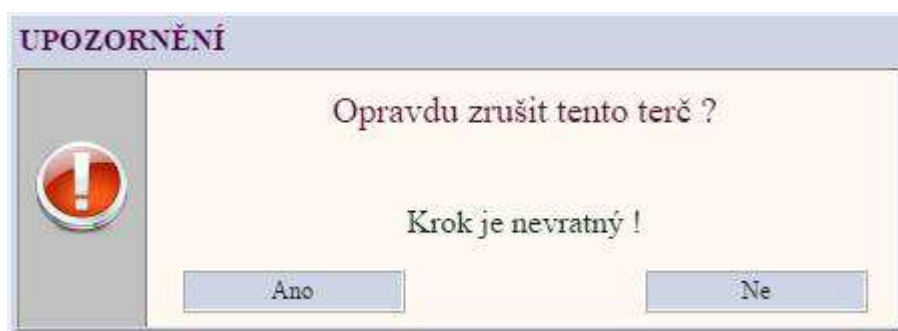 UPOZORNĚNÍ
Opravdu zrušit tento terč ?
Krok je nevratný !
Ano
Ne